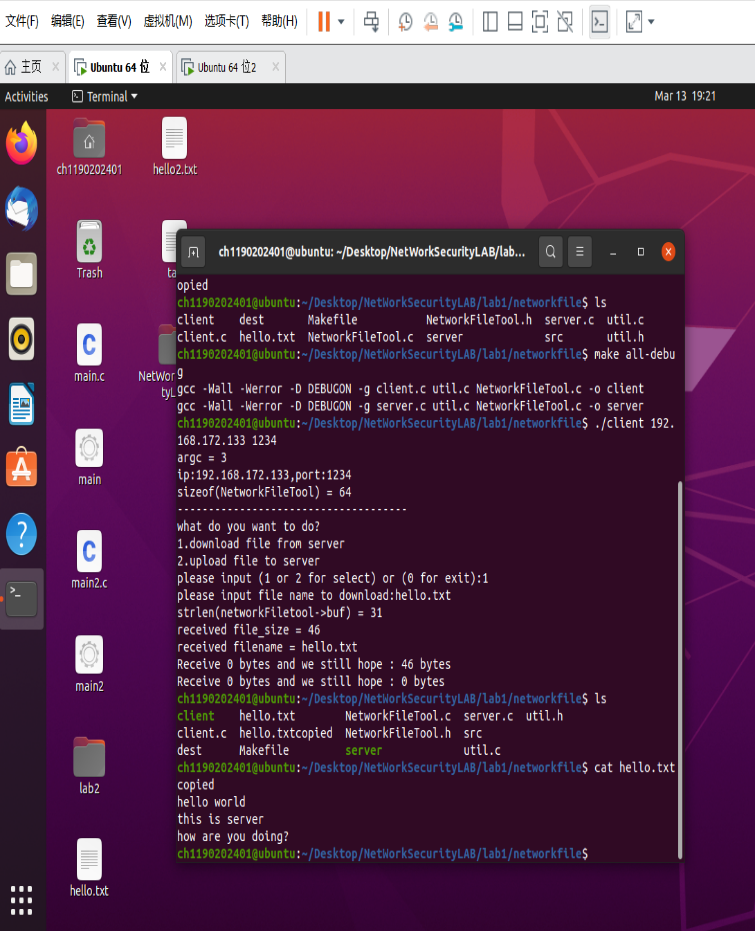 文件(F) 编辑(E) 查看(V) 虚拟机(M) 选项卡(T) 帮助(H)
主页 × Ubuntu 64 位 × Ubuntu 64 位2 ×
Activities Terminal Mar 13 19:21
ch1190202401 hello2.txt
Trash ta
main.c NetWo
tyL
main
main2.c
main2
lab2
hello.txt
ch1190202401@ubuntu: ~/Desktop/NetWorkSecurityLAB/lab...
opied
ch1190202401@ubuntu:~/Desktop/NetWorkSecurityLAB/lab1/networkfile$ ls
client dest Makefile NetworkFileTool.h server.c util.c
client.c hello.txt NetworkFileTool.c server src util.h
ch1190202401@ubuntu:~/Desktop/NetWorkSecurityLAB/lab1/networkfile$ make all-debu
g
gcc -Wall -Werror -D DEBUGON -g client.c util.c NetworkFileTool.c -o client
gcc -Wall -Werror -D DEBUGON -g server.c util.c NetworkFileTool.c -o server
ch1190202401@ubuntu:~/Desktop/NetWorkSecurityLAB/lab1/networkfile$ ./client 192.
168.172.133 1234
argc = 3
ip:192.168.172.133,port:1234
sizeof(NetworkFileTool) = 64
-------------------------------------
what do you want to do?
1.download file from server
2.upload file to server
please input (1 or 2 for select) or (0 for exit):1
please input file name to download:hello.txt
strlen(networkFiletool->buf) = 31
received file_size = 46
received filename = hello.txt
Receive 0 bytes and we still hope : 46 bytes
Receive 0 bytes and we still hope : 0 bytes
ch1190202401@ubuntu:~/Desktop/NetWorkSecurityLAB/lab1/networkfile$ ls
client hello.txt NetworkFileTool.c server.c util.h
client.c hello.txtcopied NetworkFileTool.h src
dest Makefile server util.c
ch1190202401@ubuntu:~/Desktop/NetWorkSecurityLAB/lab1/networkfile$ cat hello.txt
copied
hello world
this is server
how are you doing?
ch1190202401@ubuntu:~/Desktop/NetWorkSecurityLAB/lab1/networkfile$